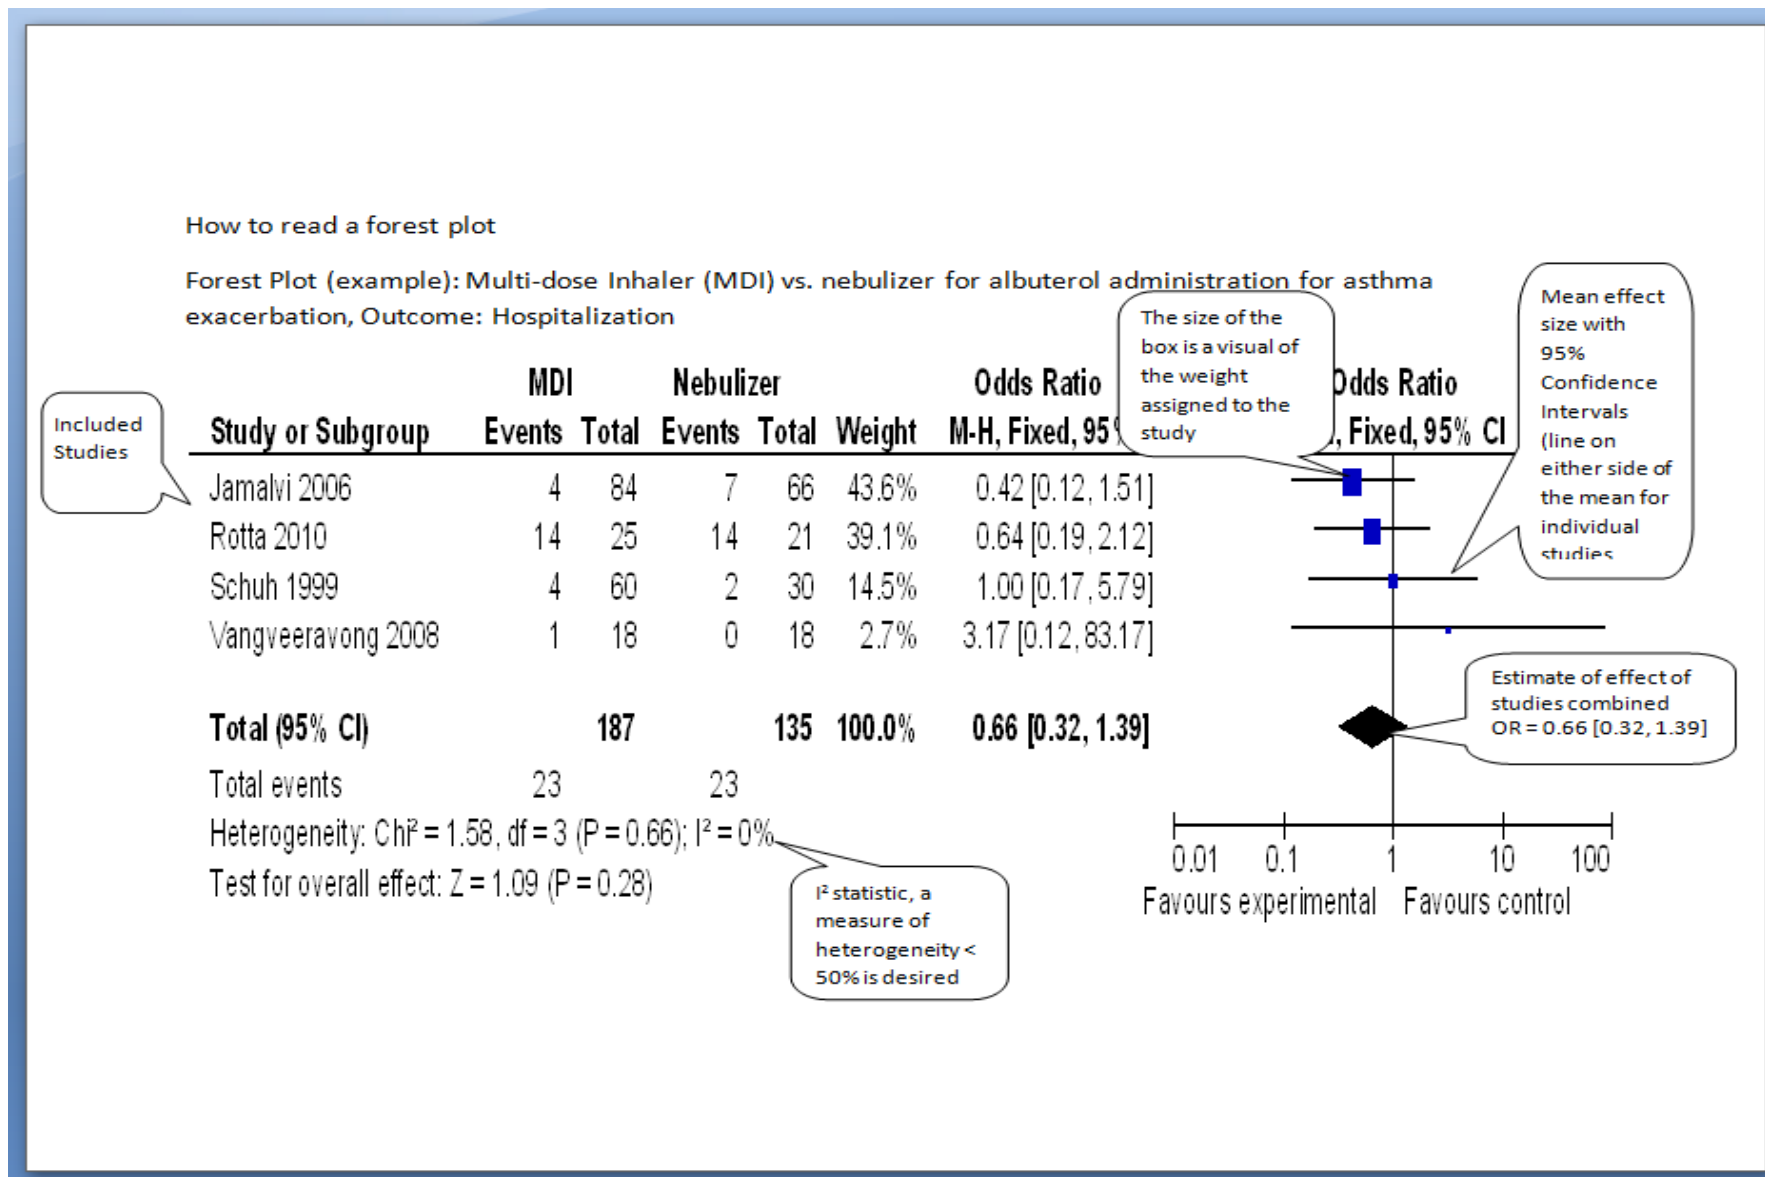 How to read a forest plot
Forest Plot (example): Multi-dose Inhaler (MDI) vs. nebulizer for albuterol administration for asthma
exacerbation, Outcome: Hospitalization
Included
Studies
The size of the
box is a visual of
the weight
assigned to the
study
Mean effect
size with
95%
Confidence
Intervals
(line on
either side of
the mean for
individual
studies
MDI Nebulizer Odds Ratio Odds Ratio
Study or Subgroup Events Total Events Total Weight M-H, Fixed, 95% Fixed, 95% CI
Jamalvi 2006 4 84 7 66 43.6% 0.42 [0.12, 1.51]
Rotta 2010 14 25 14 21 39.1% 0.64 [0.19, 2.12]
Schuh 1999 4 60 2 30 14.5% 1.00 [0.17, 5.79]
Vangveeravong 2008 1 18 0 18 2.7% 3.17 [0.12, 83.17]
Total (95% CI) 187 135 100.0% 0.66 [0.32, 1.39]
Total events 23 23
Heterogeneity: Chi² = 1.58, df = 3 (P = 0.66); I² = 0%
Test for overall effect: Z = 1.09 (P = 0.28)
Estimate of effect of
studies combined
OR = 0.66 [0.32, 1.39]
0.01 0.1 1 10 100
Favours experimental Favours control
I² statistic, a
measure of
heterogeneity <
50% is desired